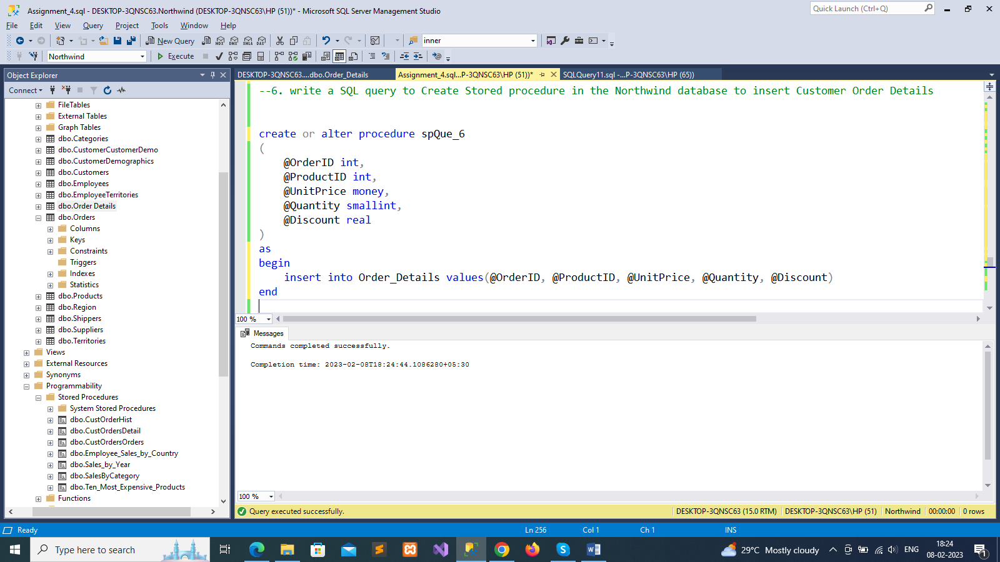 Assignment_4.sql - DESKTOP-3QNSC63.Northwind (DESKTOP-3QNSC63\HP (51))* - Microsoft SQL Server Management Studio
Quick Launch (Ctrl+Q)
File Edit View Query Project Tools Window Help
New Query MDX DMX XMLA DAX inner
Northwind Execute
Object Explorer
DESKTOP-3QNSC63....dbo.Order_Details Assignment_4.sql...P-3QNSC63\HP (51))* SQLQuery11.sql -...P-3QNSC63\HP (65))
Connect
FileTables
External Tables
Graph Tables
dbo.Categories
dbo.CustomerCustomerDemo
dbo.CustomerDemographics
dbo.Customers
dbo.Employees
dbo.EmployeeTerritories
dbo.Order Details
dbo.Orders
Columns
Keys
Constraints
Triggers
Indexes
Statistics
dbo.Products
dbo.Region
dbo.Shippers
dbo.Suppliers
dbo.Territories
Views
External Resources
Synonyms
Programmability
Stored Procedures
System Stored Procedures
dbo.CustOrderHist
dbo.CustOrdersDetail
dbo.CustOrdersOrders
dbo.Employee_Sales_by_Country
dbo.Sales_by_Year
dbo.SalesByCategory
dbo.Ten_Most_Expensive_Products
Functions
--6. write a SQL query to Create Stored procedure in the Northwind database to insert Customer Order Details
create or alter procedure spQue_6
(
@OrderID int,
@ProductID int,
@UnitPrice money,
@Quantity smallint,
@Discount real
)
as
begin
insert into Order_Details values(@OrderID, @ProductID, @UnitPrice, @Quantity, @Discount)
end
100 %
Messages
Commands completed successfully.
Completion time: 2023-02-08T18:24:44.1086280+05:30
100 %
Query executed successfully. DESKTOP-3QNSC63 (15.0 RTM) DESKTOP-3QNSC63\HP (51) Northwind 00:00:00 0 rows
Ready Ln 256 Col 1 Ch 1 INS
Type here to search
29°C Mostly cloudy ENG 18:24
08-02-2023 1